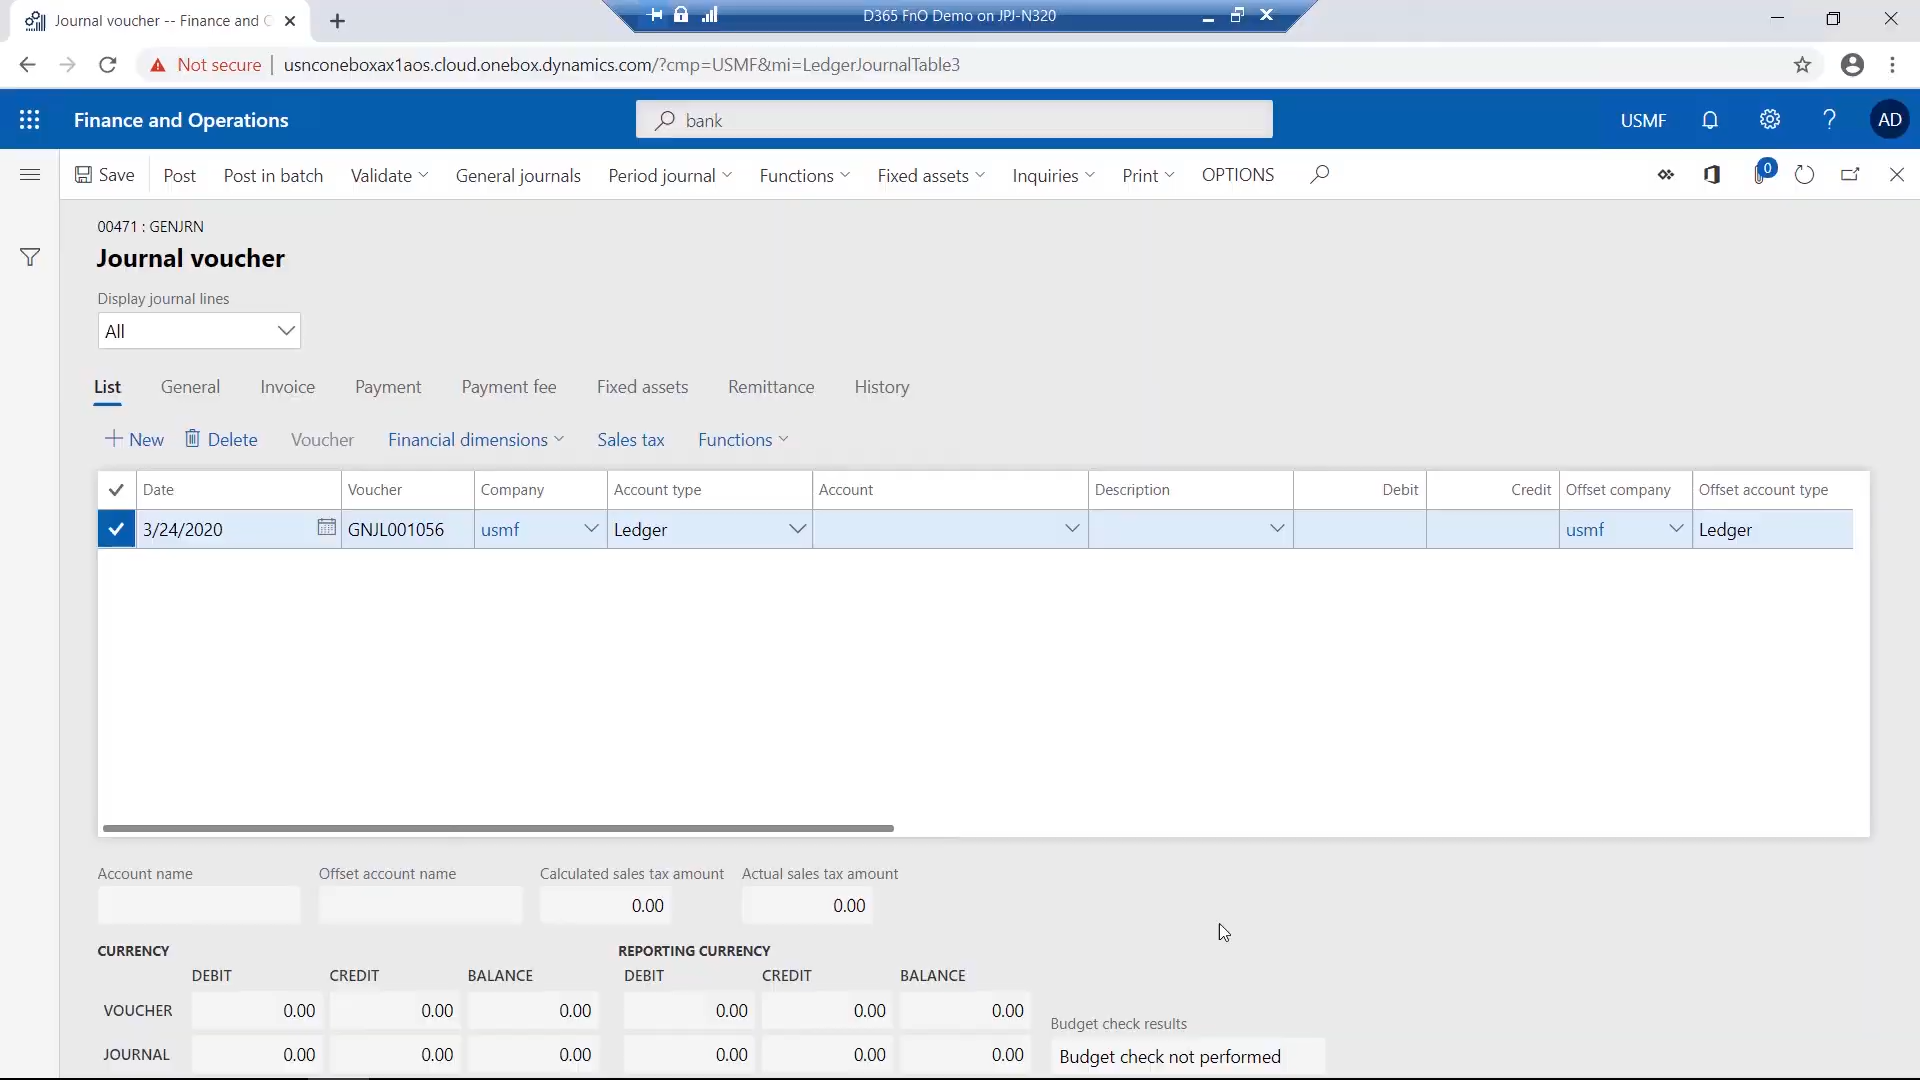 Journal voucher -- Finance and O
D365 FnO Demo on JPJ-N320
Not secure
usnconeboxax1aos.cloud.onebox.dynamics.com/?cmp=USMF&mi=LedgerJournalTable3
Finance and Operations
bank
USMF
AD
Save
Post
Post in batch
Validate
General journals
Period journal
Functions
Fixed assets
Inquiries
Print
OPTIONS
0
00471 : GENJRN
Journal voucher
Display journal lines
All
List General Invoice Payment Payment fee Fixed assets Remittance History
New Delete Voucher Financial dimensions Sales tax Functions
Date Voucher Company Account type Account Description Debit Credit Offset company Offset account type
3/24/2020 GNJL001056 usmf Ledger usmf Ledger
Account name Offset account name Calculated sales tax amount Actual sales tax amount
0.00 0.00
CURRENCY REPORTING CURRENCY
DEBIT CREDIT BALANCE DEBIT CREDIT BALANCE
VOUCHER 0.00 0.00 0.00 0.00 0.00 0.00
Budget check results
JOURNAL 0.00 0.00 0.00 0.00 0.00 0.00
Budget check not performed